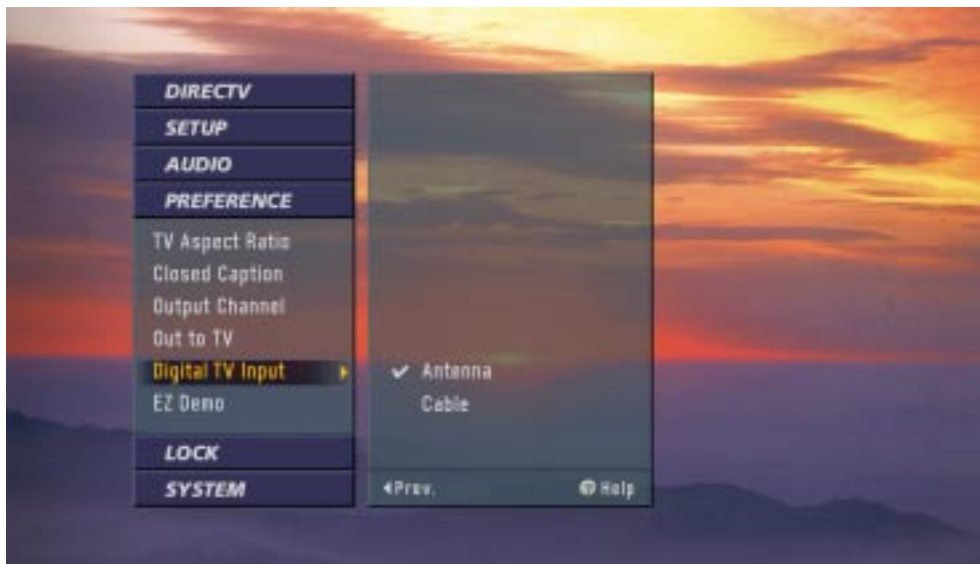 DIRECTV
SETUP
AUDIO
PREFERENCE
TV Aspect Ratio
Closed Caption
Output Channel
Out to TV
Digital TV Input
EZ Demo
LOCK
SYSTEM
Antenna
Cable
Prev.
Help